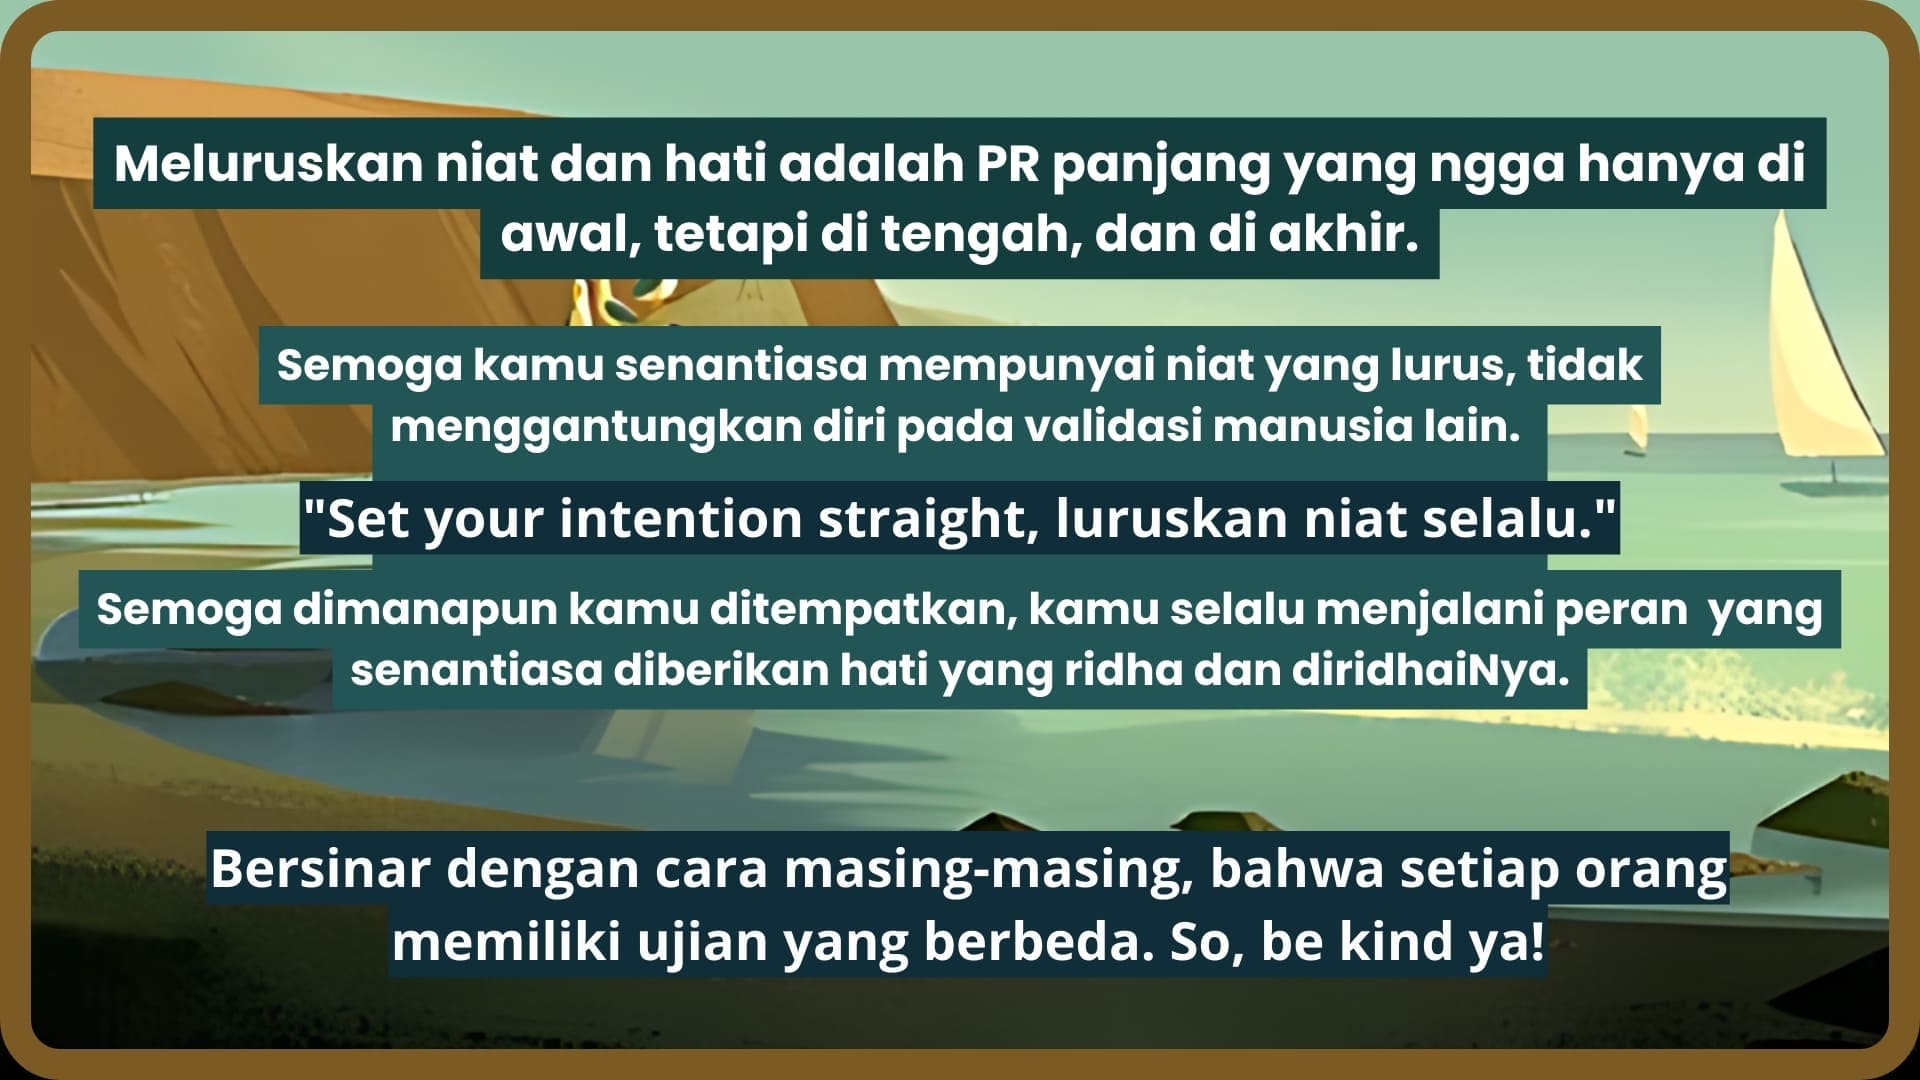 Meluruskan niat dan hati adalah PR panjang yang ngga hanya di
awal, tetapi di tengah, dan di akhir.
Semoga kamu senantiasa mempunyai niat yang lurus, tidak
menggantungkan diri pada validasi manusia lain.
"Set your intention straight, luruskan niat selalu."
Semoga dimanapun kamu ditempatkan, kamu selalu menjalani peran  yang
senantiasa diberikan hati yang ridha dan diridhaiNya.
Bersinar dengan cara masing-masing, bahwa setiap orang
memiliki ujian yang berbeda. So, be kind ya!